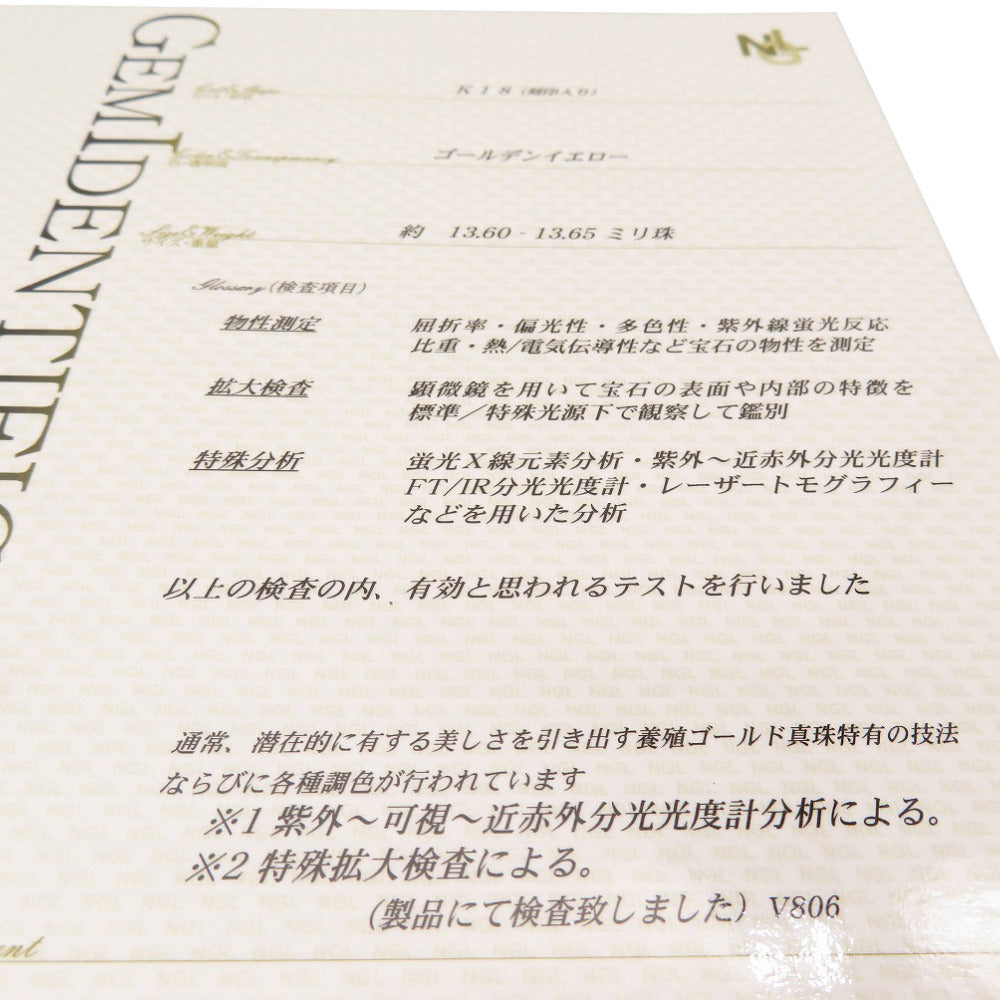 GEM IDENTIFIC
K18 (刻印入り)
ゴールデンイエロー
Size & Weight
サイズ・重量
約 13.60 - 13.65 ミリ珠
Glossary (検査項目)
物性測定
屈折率・偏光性・多色性・紫外線蛍光反応
比重・熱/電気伝導性など宝石の物性を測定
拡大検査
顕微鏡を用いて宝石の表面や内部の特徴を
標準/特殊光源下で観察して鑑別
特殊分析
蛍光X線元素分析・紫外~近赤外分光光度計
FT/IR分光光度計・レーザートモグラフィー
などを用いた分析
以上の検査の内、有効と思われるテストを行いました
通常、潜在的に有する美しさを引き出す養殖ゴールド真珠特有の技法
ならびに各種調色が行われています
※1 紫外~可視~近赤外分光光度計分析による。
※2 特殊拡大検査による。
(製品にて検査致しました) V806